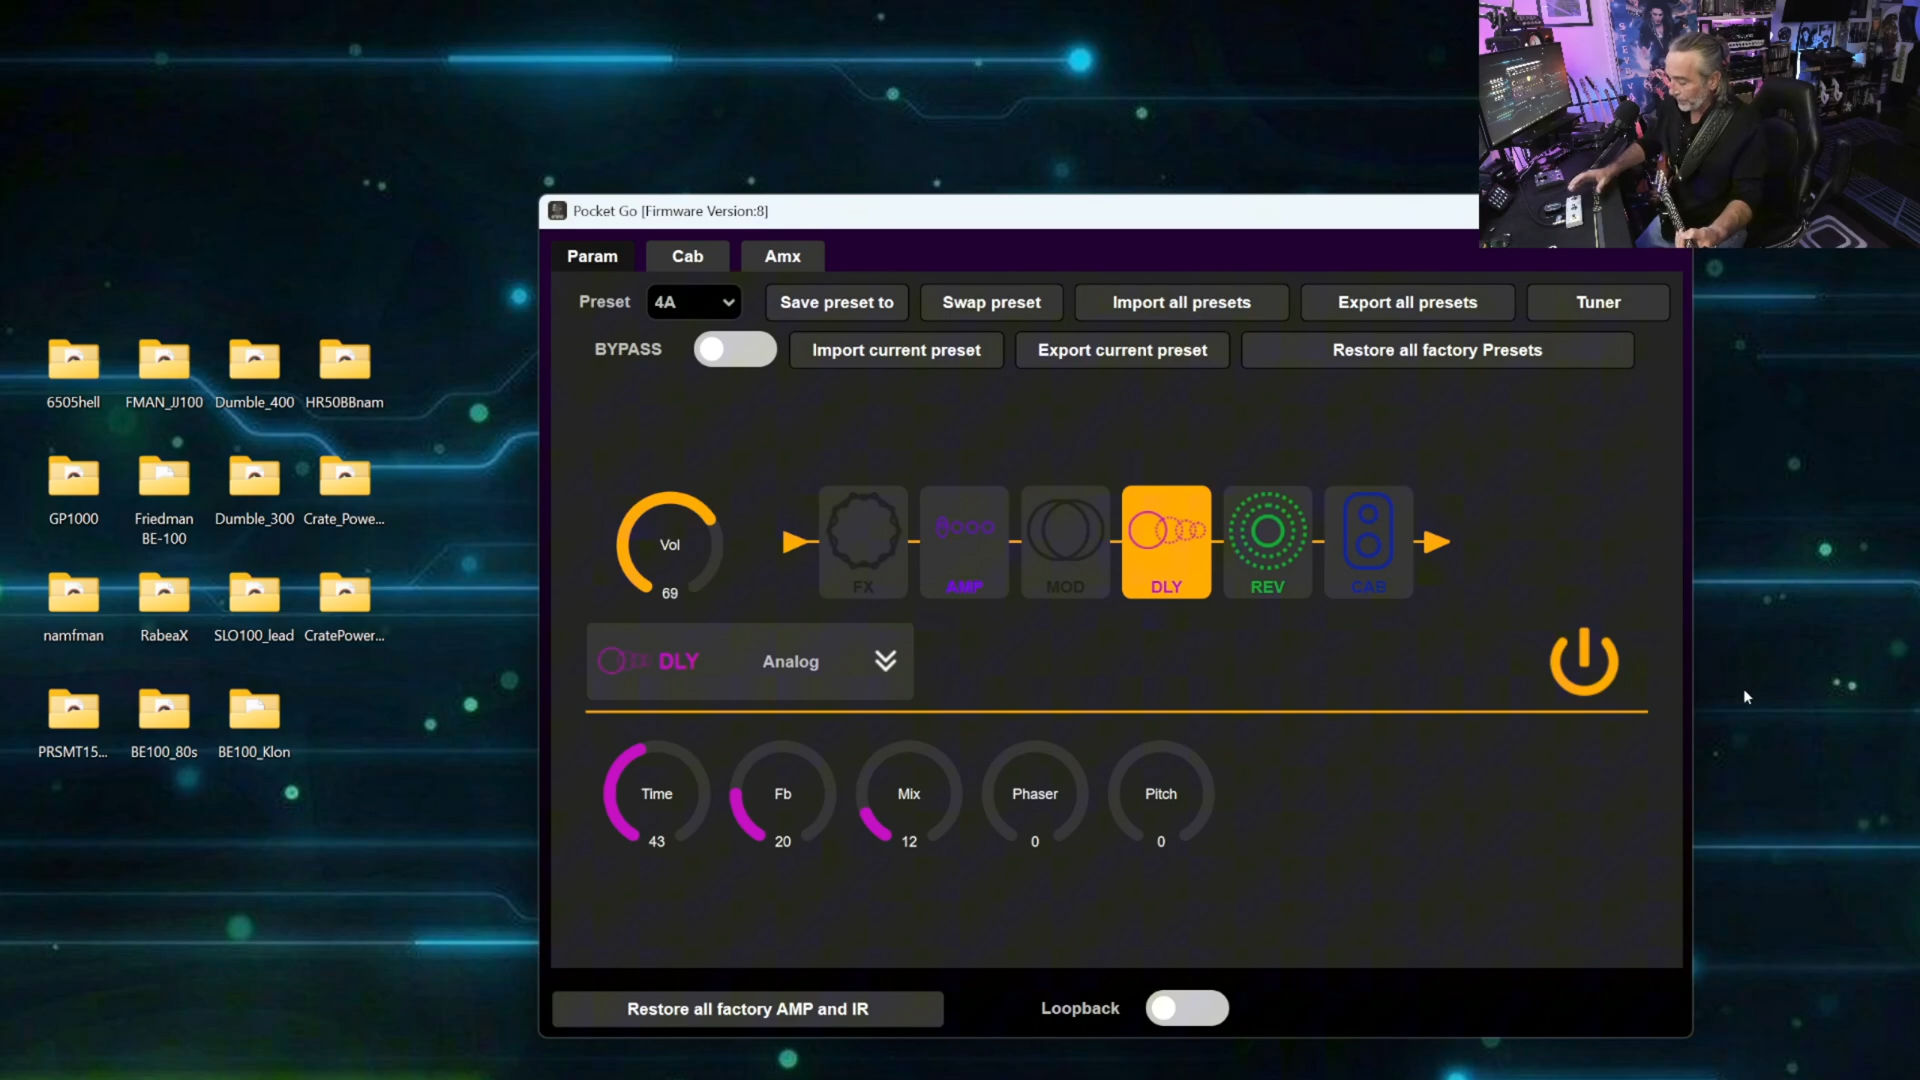 Pocket Go [Firmware Version:8]
Param Cab Amx
Preset 4A Save preset to Swap preset Import all presets Export all presets Tuner
BYPASS Import current preset Export current preset Restore all factory Presets
6505hell FMAN_JJ100 Dumble_400 HR50BBnam
GP1000 Friedman BE-100 Dumble_300 Crate_Powe...
namfman RabeaX SLO100_lead CratePower...
PRSMT15... BE100_80s BE100_Klon
Vol
69
FX AMP MOD DLY REV CAB
DLY Analog
Time Fb Mix Phaser Pitch
43 20 12 0 0
Restore all factory AMP and IR Loopback